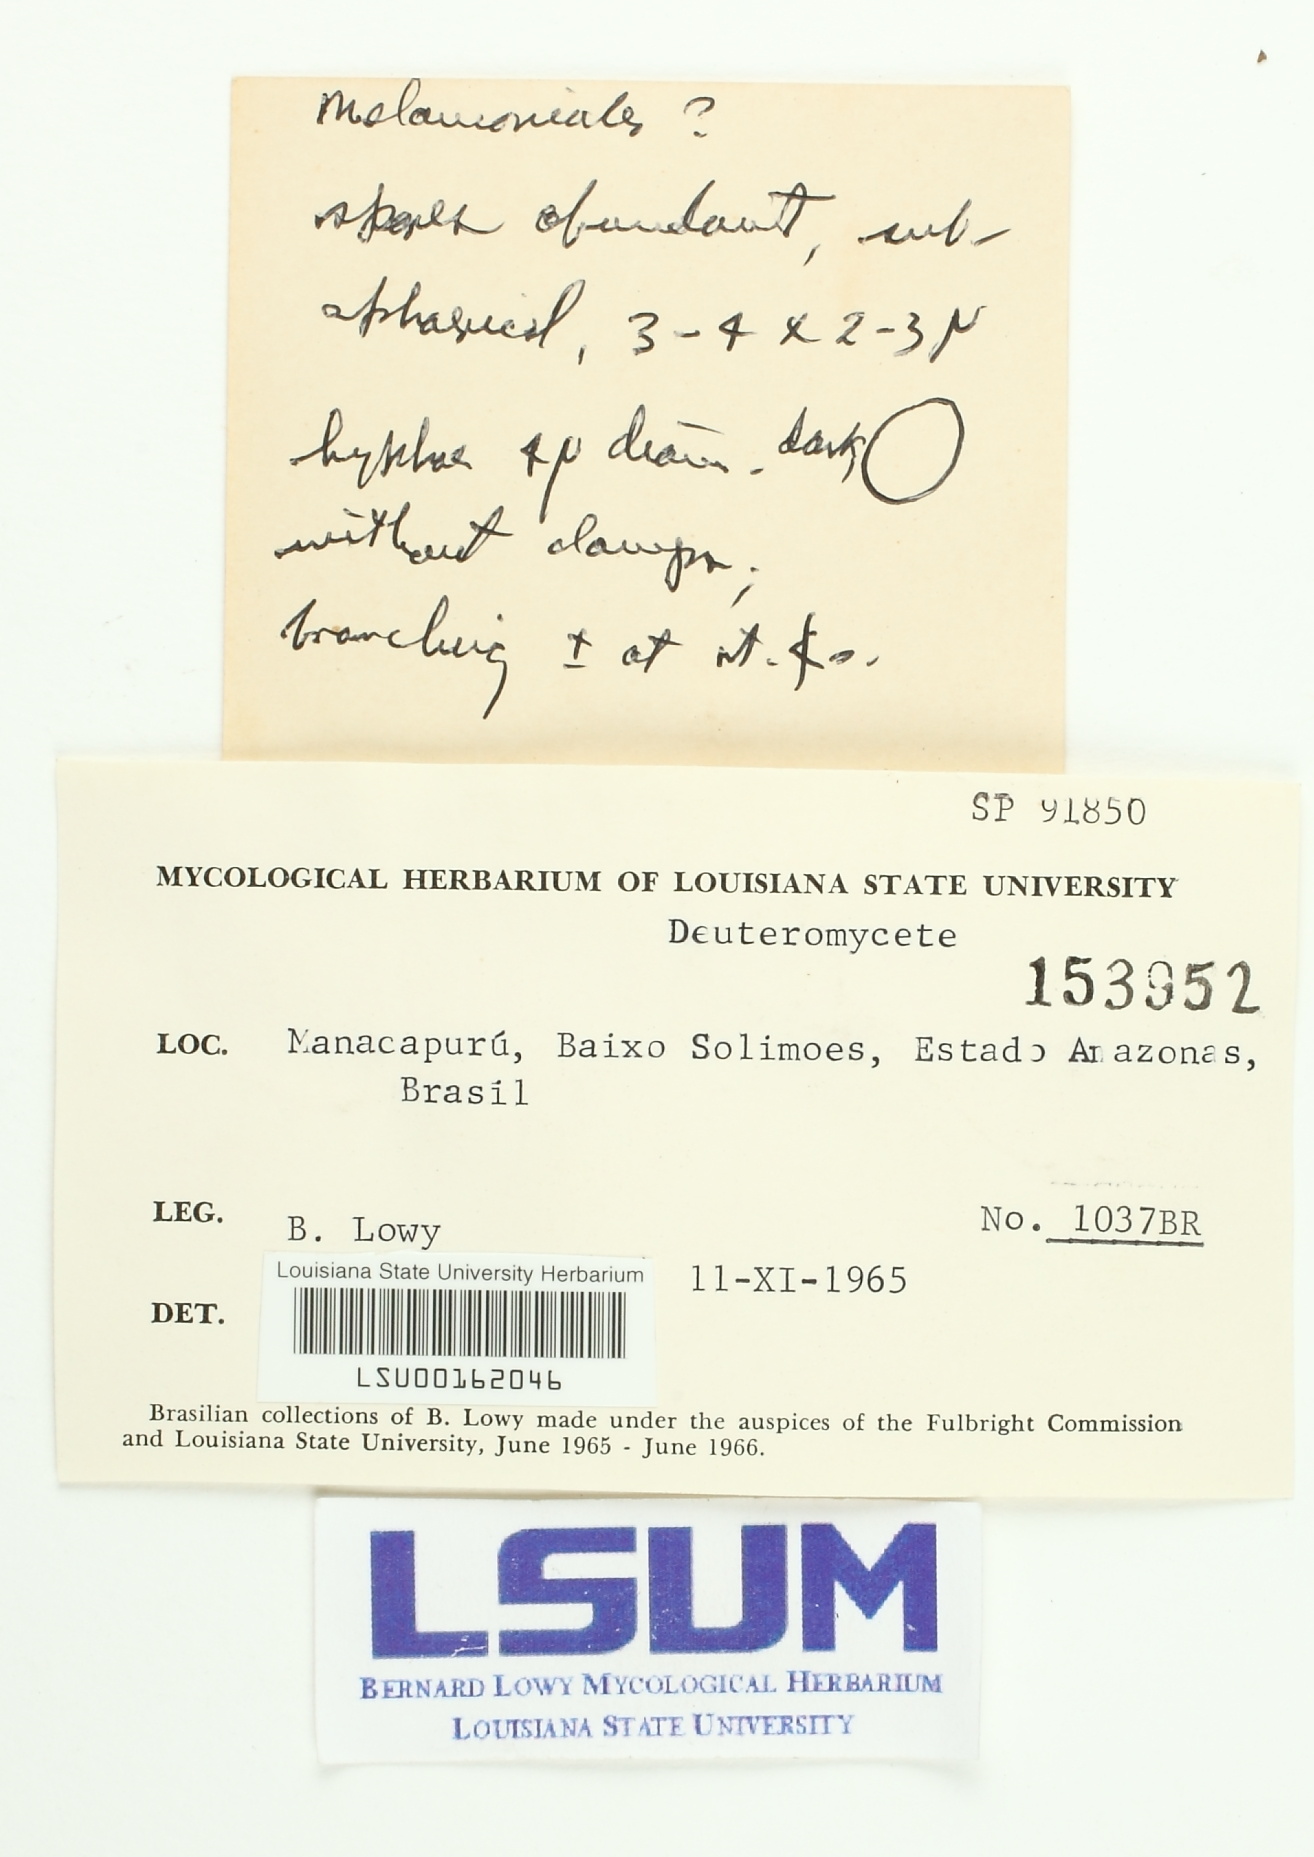 Melanconiales ?
spores abundant, sub-
spherical, 3-4 x 2-3 μ
hyphae 4μ diam. dark
without clamps;
branching ± at rt.
SP 91850
MYCOLOGICAL HERBARIUM OF LOUISIANA STATE UNIVERSITY
Deuteromycete
153952
LOC. Manacapurú, Baixo Solimoes, Estado Amazonas,
Brasil
LEG. B. Lowy
No. 1037BR
Louisiana State University Herbarium
11-XI-1965
DET.
LSU00162046
Brasilian collections of B. Lowy made under the auspices of the Fulbright Commission
and Louisiana State University, June 1965 - June 1966.
LSUM
BERNARD LOWY MYCOLOGICAL HERBARIUM
LOUISIANA STATE UNIVERSITY